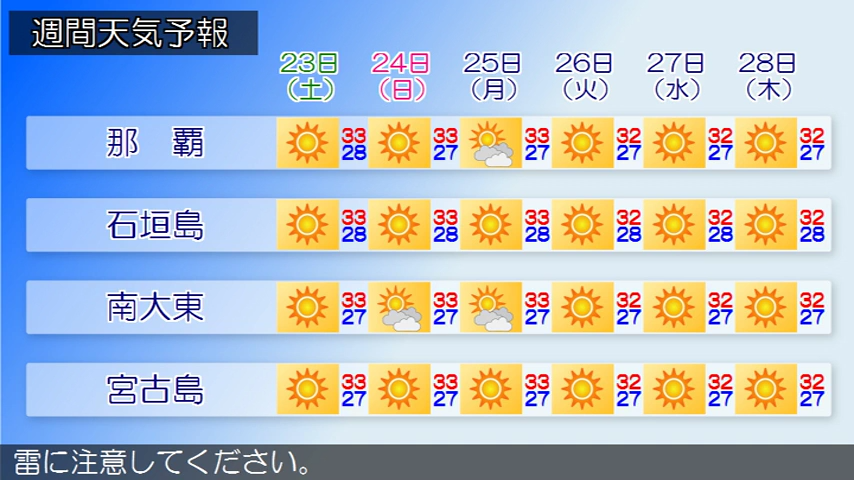 週間天気予報
23日 24日 25日 26日 27日 28日
（土） （日） （月） （火） （水） （木）
那　覇 33 28 33 27 33 27 32 27 32 27 32 27
石垣島 33 28 33 28 33 28 32 28 32 28 32 28
南大東 33 27 33 27 33 27 32 27 32 27 32 27
宮古島 33 27 33 27 33 27 32 27 32 27 32 27
雷に注意してください。